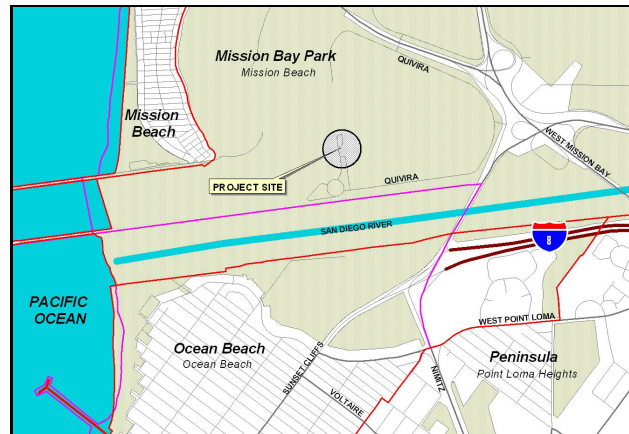 Mission Bay Park
Mission Beach
QUIVIRA
Mission
Beach
WEST MISSION BAY
PROJECT SITE
QUIVIRA
SAN DIEGO RIVER
8
PACIFIC
OCEAN
WEST POINT LOMA
Ocean Beach
Ocean Beach
SUNSET CLIFFS
Peninsula
Point Loma Heights
NIMITZ
VOLTAIRE